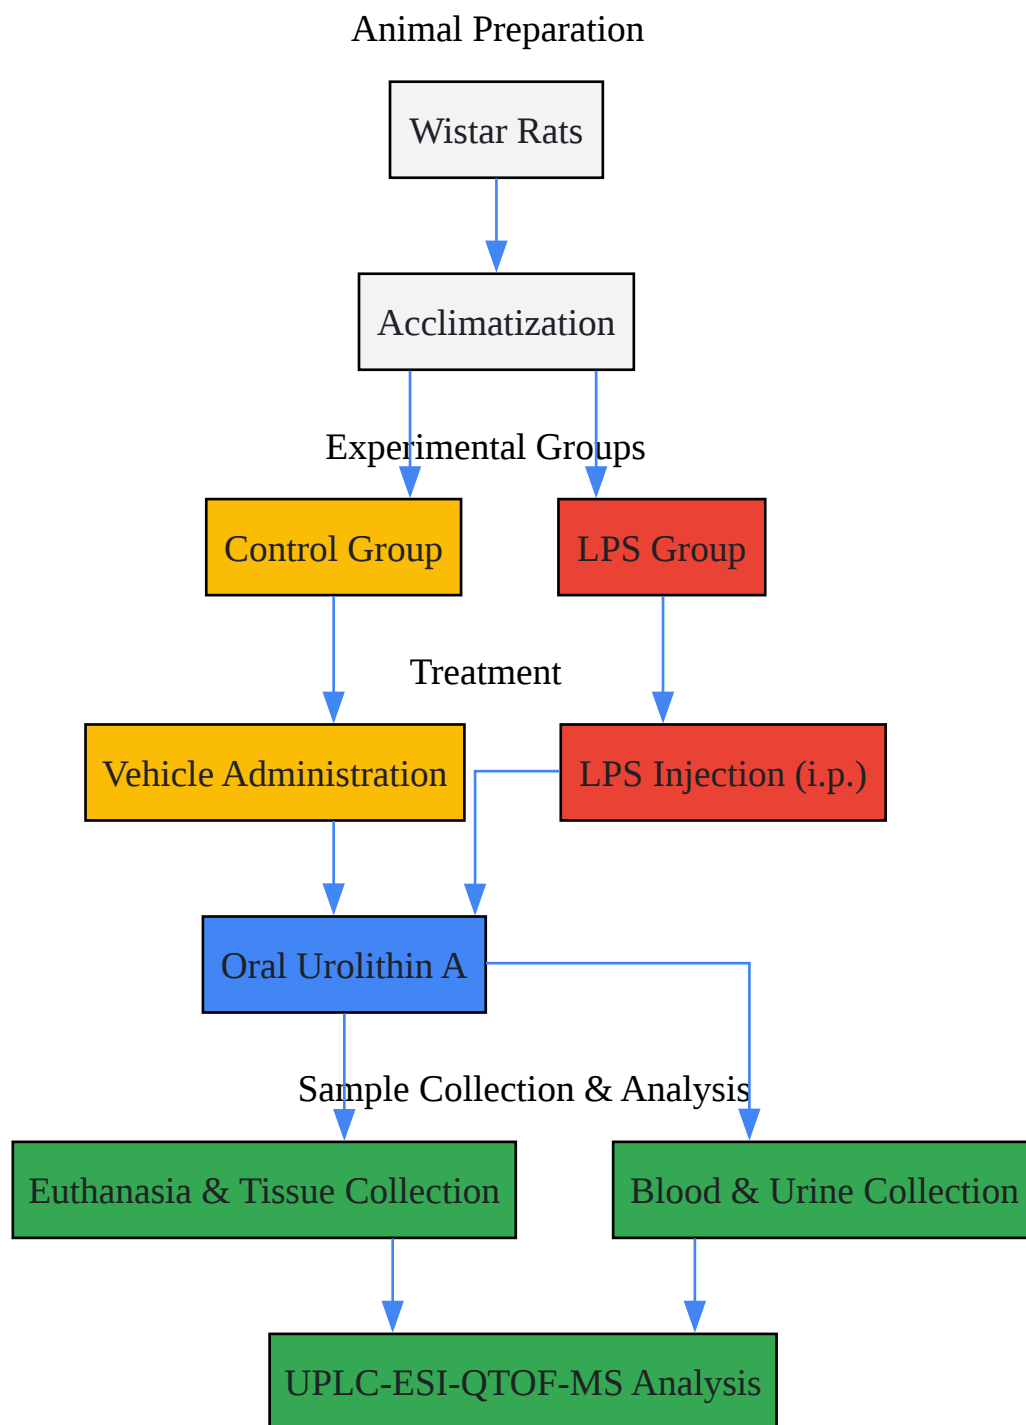 Animal Preparation
Wistar Rats
Acclimatization
Experimental Groups
Control Group
LPS Group
Treatment
Vehicle Administration
LPS Injection (i.p.)
Oral Urolithin A
Sample Collection & Analysis
Euthanasia & Tissue Collection
Blood & Urine Collection
UPLC-ESI-QTOF-MS Analysis